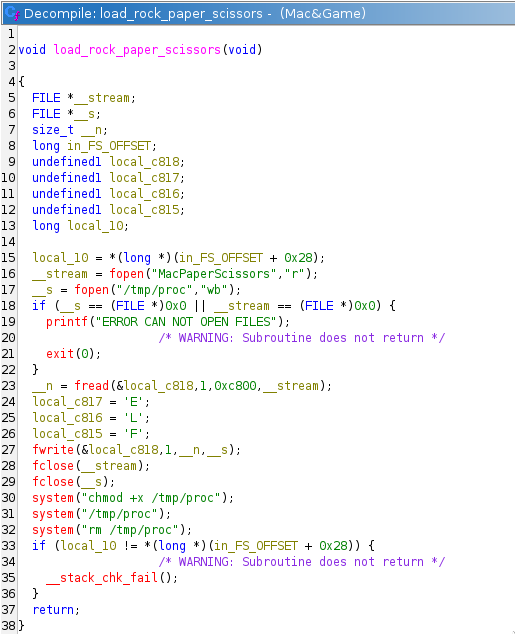 Cf Decompile: load_rock_paper_scissors - (Mac&Game)
1
2 void load_rock_paper_scissors(void)
3
4 {
5 FILE *__stream;
6 FILE *__s;
7 size_t __n;
8 long in_FS_OFFSET;
9 undefined1 local_c818;
10 undefined1 local_c817;
11 undefined1 local_c816;
12 undefined1 local_c815;
13 long local_10;
14
15 local_10 = *(long *)(in_FS_OFFSET + 0x28);
16 __stream = fopen("MacPaperScissors","r");
17 __s = fopen("/tmp/proc","wb");
18 if (__s == (FILE *)0x0 || __stream == (FILE *)0x0) {
19 printf("ERROR CAN NOT OPEN FILES");
20 /* WARNING: Subroutine does not return */
21 exit(0);
22 }
23 __n = fread(&local_c818,1,0xc800,__stream);
24 local_c817 = 'E';
25 local_c816 = 'L';
26 local_c815 = 'F';
27 fwrite(&local_c818,1,__n,__s);
28 fclose(__stream);
29 fclose(__s);
30 system("chmod +x /tmp/proc");
31 system("/tmp/proc");
32 system("rm /tmp/proc");
33 if (local_10 != *(long *)(in_FS_OFFSET + 0x28)) {
34 /* WARNING: Subroutine does not return */
35 __stack_chk_fail();
36 }
37 return;
38 }